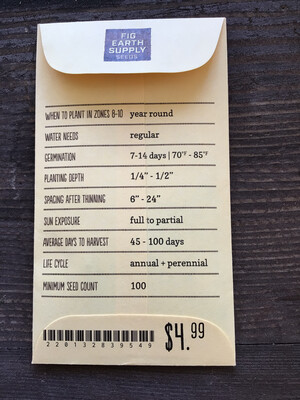 FIG
EARTH
SUPPLY
SEEDS
WHEN TO PLANT IN ZONES 8-10 year round
WATER NEEDS regular
GERMINATION 7-14 days | 70°F - 85°F
PLANTING DEPTH 1/4" - 1/2"
SPACING AFTER THINNING 6" - 24"
SUN EXPOSURE full to partial
AVERAGE DAYS TO HARVEST 45 - 100 days
LIFE CYCLE annual + perennial
MINIMUM SEED COUNT 100
220132839549
$4.99